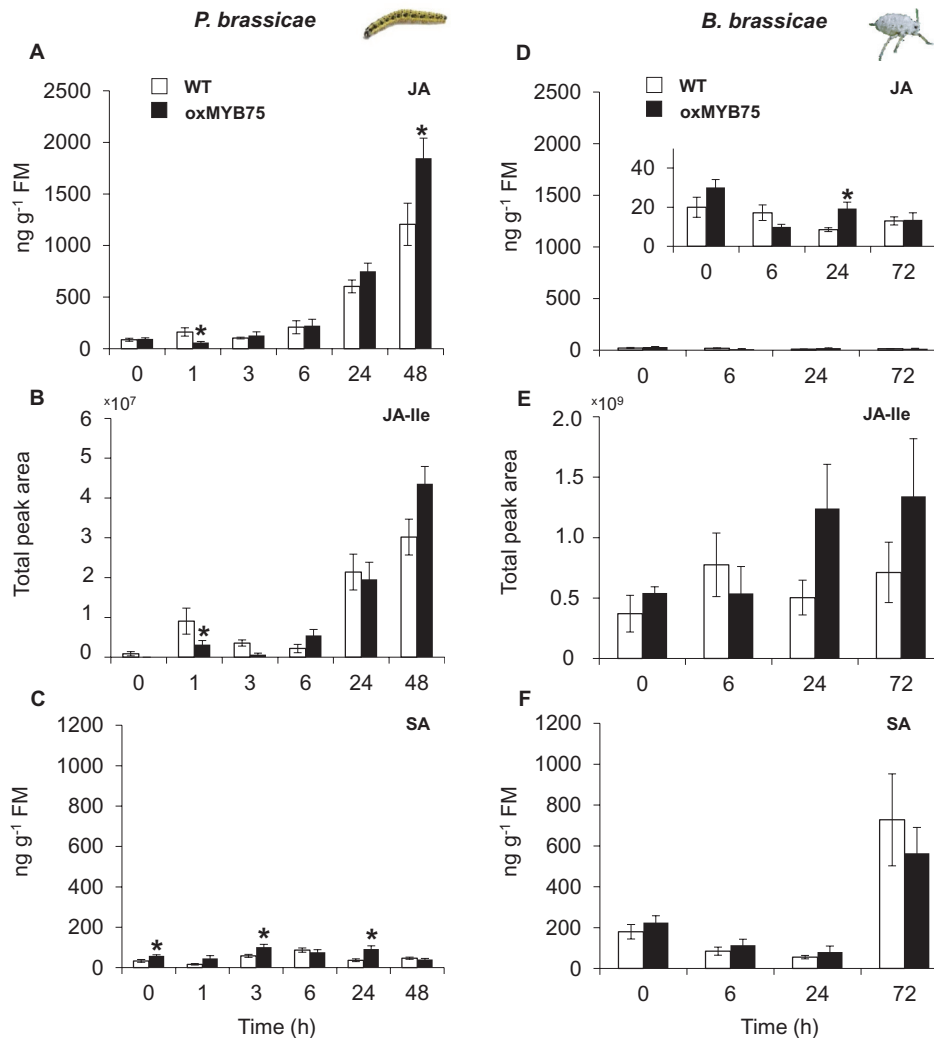 P. brassicae
A
WT
oxMYB75
JA
2500
2000
1500
1000
500
0
ng g-1 FM
*
*
0 1 3 6 24 48
B
x10⁷
JA-Ile
6
5
4
3
2
1
0
Total peak area
*
0 1 3 6 24 48
C
SA
1200
1000
800
600
400
200
0
ng g-1 FM
* * *
0 1 3 6 24 48
Time (h)
B. brassicae
D
WT
oxMYB75
JA
2500
2000
1500
1000
500
0
ng g-1 FM
40
20
0
*
0 6 24 72
0 6 24 72
E
x10⁹
JA-Ile
2.0
1.5
1.0
0.5
0
Total peak area
0 6 24 72
F
SA
1200
1000
800
600
400
200
0
ng g-1 FM
0 6 24 72
Time (h)